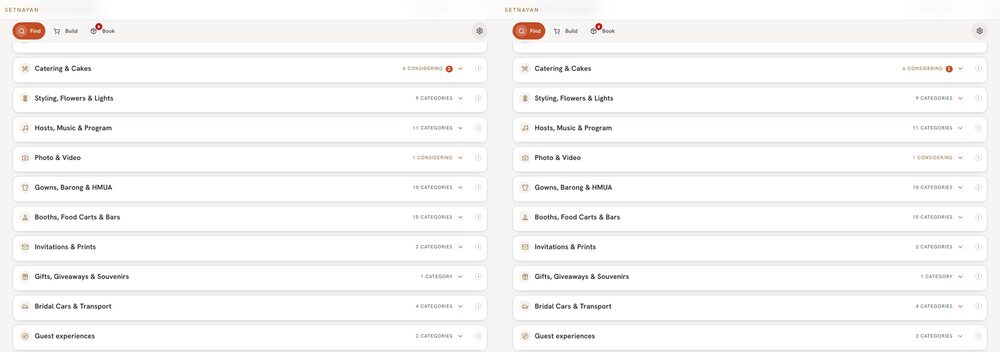 SETNAYAN
Find
Build
4
Book
Catering & Cakes
6 CONSIDERING 2
Styling, Flowers & Lights
9 CATEGORIES
Hosts, Music & Program
11 CATEGORIES
Photo & Video
1 CONSIDERING
Gowns, Barong & HMUA
10 CATEGORIES
Booths, Food Carts & Bars
15 CATEGORIES
Invitations & Prints
2 CATEGORIES
Gifts, Giveaways & Souvenirs
1 CATEGORY
Bridal Cars & Transport
4 CATEGORIES
Guest experiences
2 CATEGORIES
SETNAYAN
Find
Build
4
Book
Catering & Cakes
6 CONSIDERING 2
Styling, Flowers & Lights
9 CATEGORIES
Hosts, Music & Program
11 CATEGORIES
Photo & Video
1 CONSIDERING
Gowns, Barong & HMUA
10 CATEGORIES
Booths, Food Carts & Bars
15 CATEGORIES
Invitations & Prints
2 CATEGORIES
Gifts, Giveaways & Souvenirs
1 CATEGORY
Bridal Cars & Transport
4 CATEGORIES
Guest experiences
2 CATEGORIES